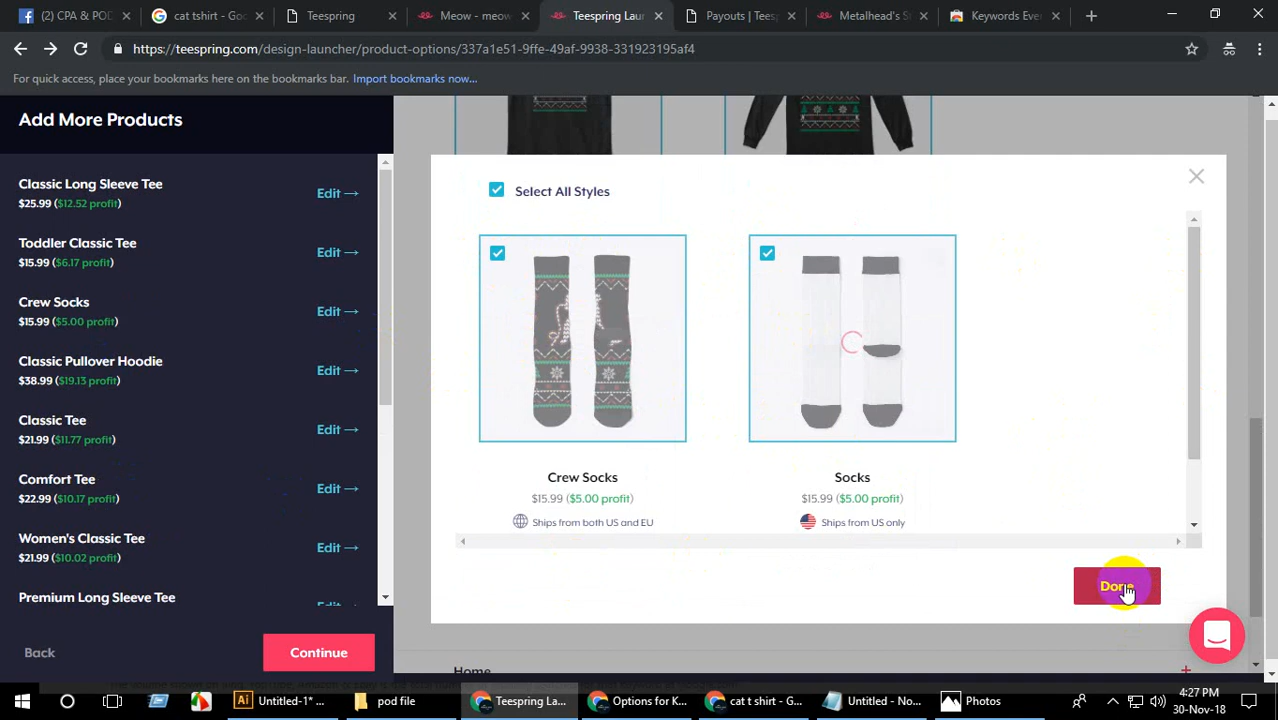 (2) CPA & POD
cat tshirt - Goo
Teespring
Meow - meow
Teespring Lau
Payouts | Tees
Metalhead's S
Keywords Ever
https://teespring.com/design-launcher/product-options/337a1e51-9ffe-49af-9938-331923195af4
For quick access, place your bookmarks here on the bookmarks bar. Import bookmarks now...
Add More Products
Classic Long Sleeve Tee
$25.99 ($12.52 profit)
Edit →
Toddler Classic Tee
$15.99 ($6.17 profit)
Edit →
Crew Socks
$15.99 ($5.00 profit)
Edit →
Classic Pullover Hoodie
$38.99 ($19.13 profit)
Edit →
Classic Tee
$21.99 ($11.77 profit)
Edit →
Comfort Tee
$22.99 ($10.17 profit)
Edit →
Women's Classic Tee
$21.99 ($10.02 profit)
Edit →
Premium Long Sleeve Tee
Edit →
Back
Continue
Select All Styles
Crew Socks
$15.99 ($5.00 profit)
Ships from both US and EU
Socks
$15.99 ($5.00 profit)
Ships from US only
Done
Home
Untitled-1* ...
pod file
Teespring La...
Options for K...
cat t shirt - G...
Untitled - No...
Photos
4:27 PM
30-Nov-18